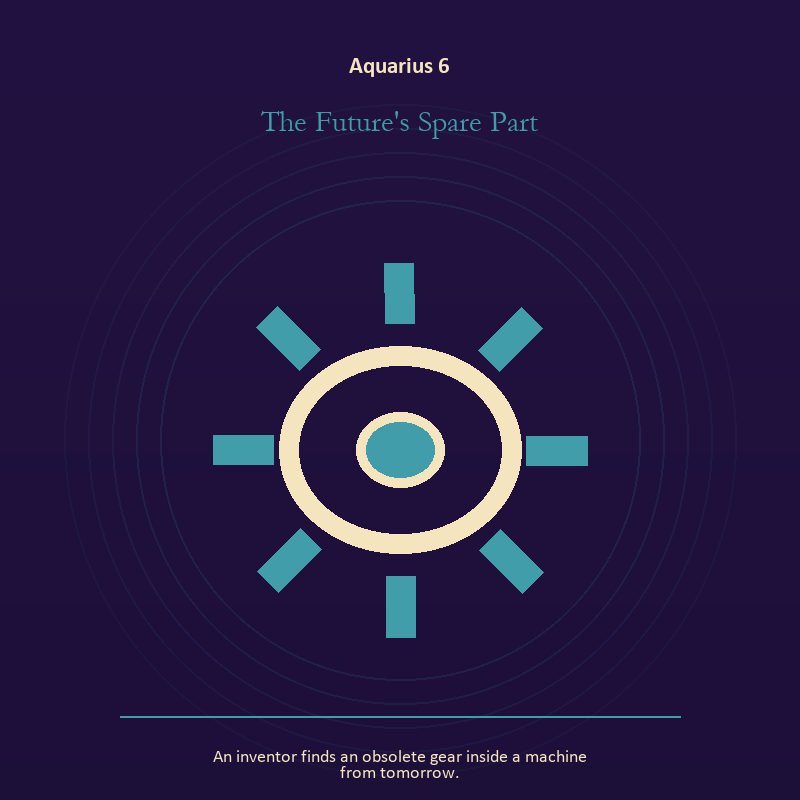 Aquarius 6
The Future's Spare Part
An inventor finds an obsolete gear inside a machine
from tomorrow.